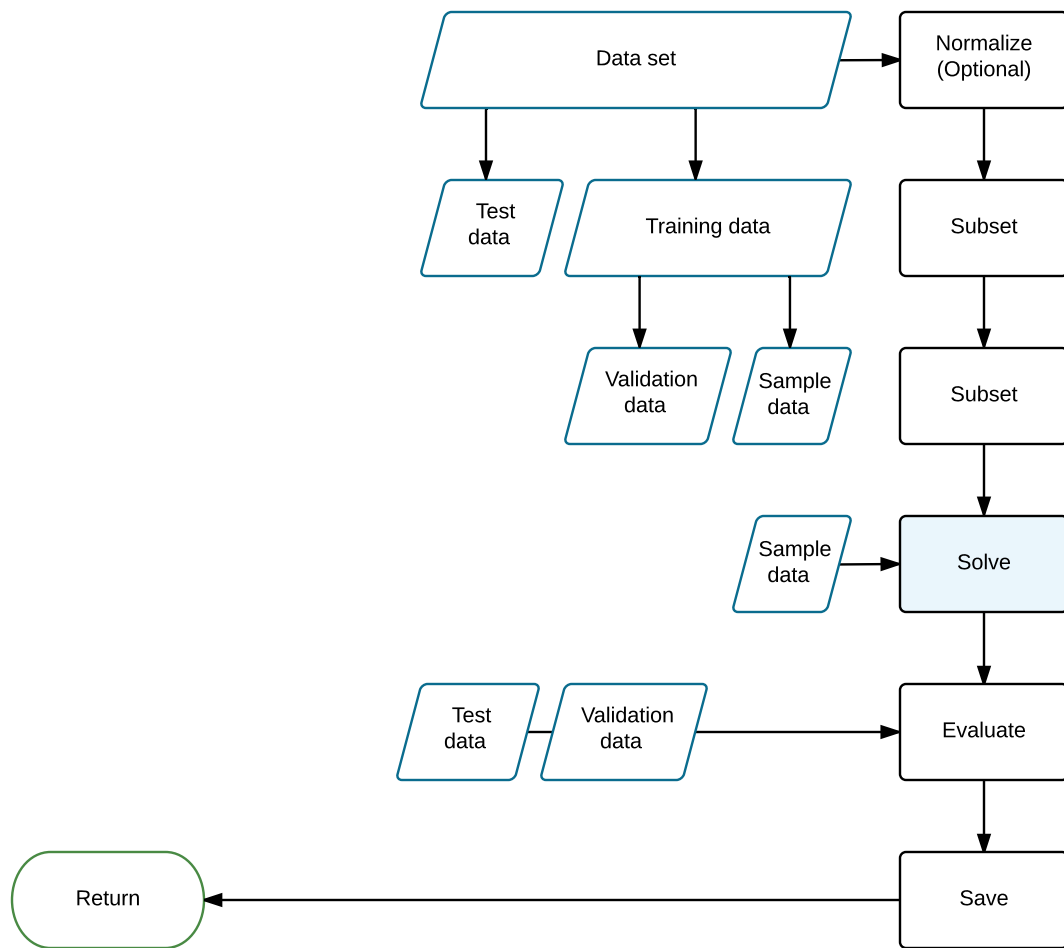 Data set
Normalize
(Optional)
Test
data
Training data
Subset
Validation
data
Sample
data
Subset
Sample
data
Solve
Test
data
Validation
data
Evaluate
Return
Save